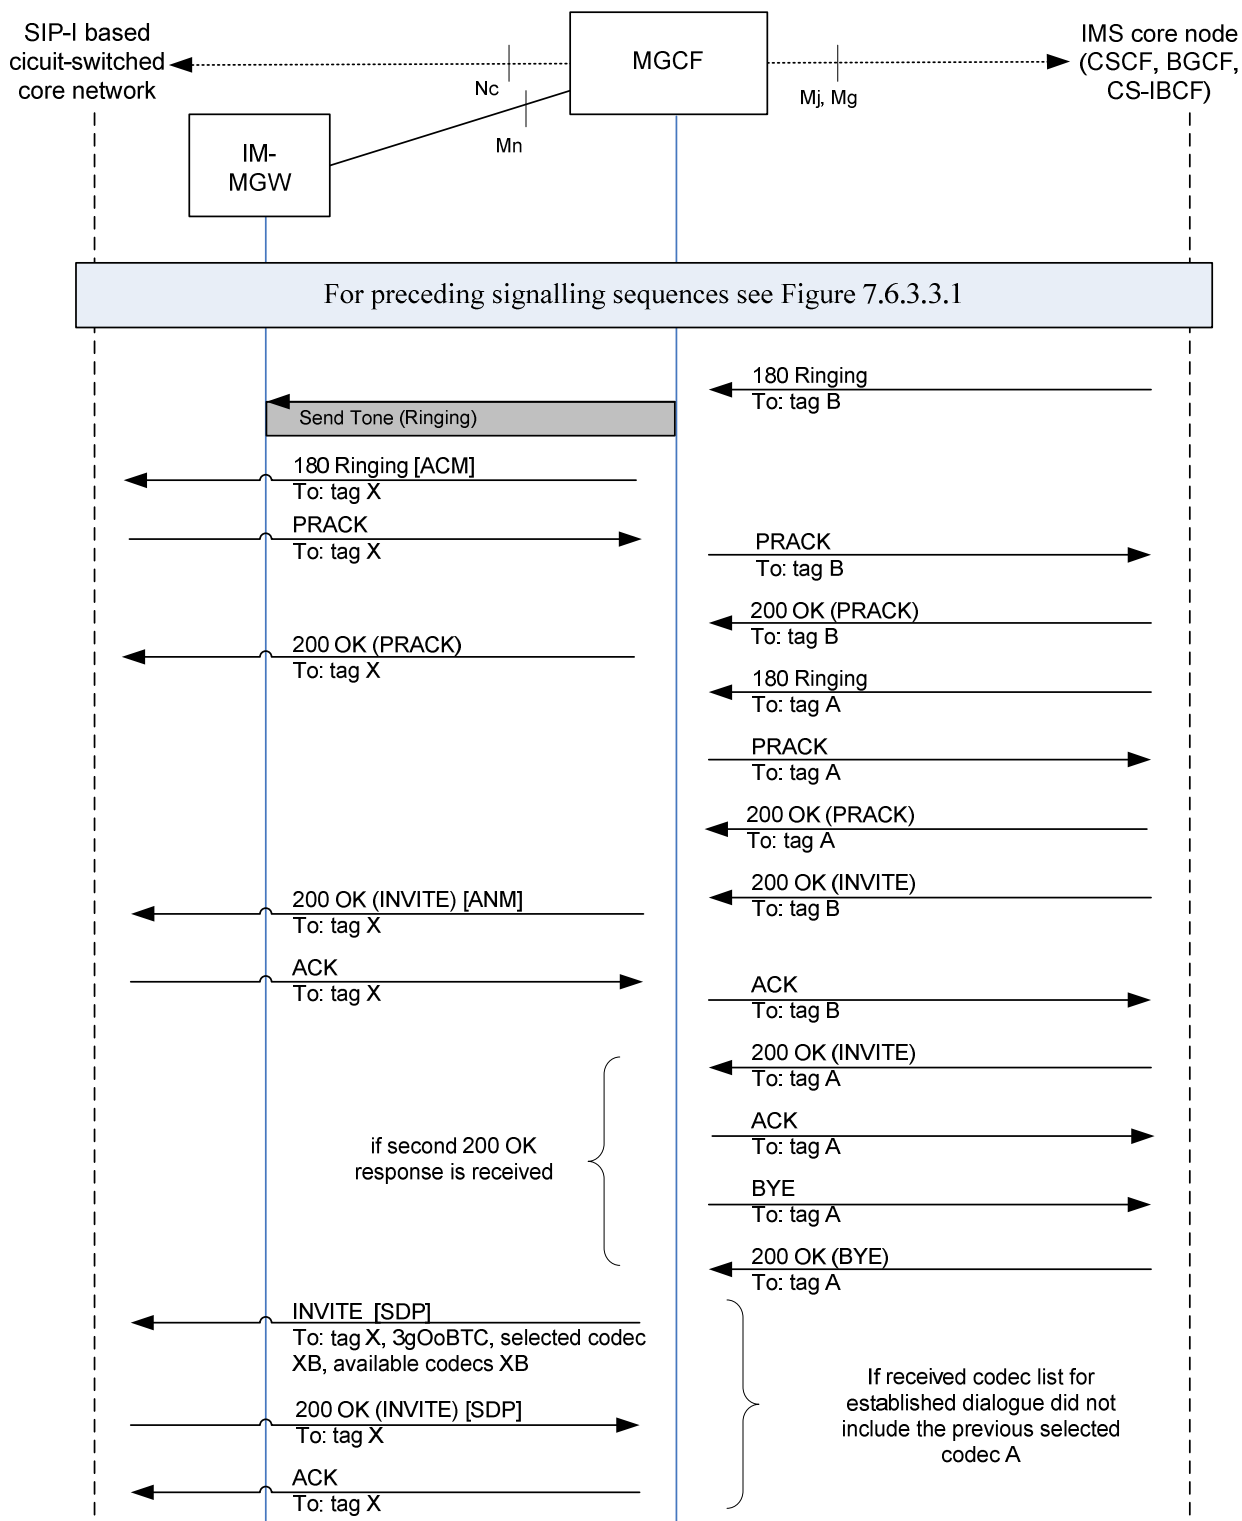 SIP-I based
cicuit-switched
core network
MGCF
IMS core node
(CSCF, BGCF,
CS-IBCF)
Nc
Mj, Mg
Mn
IM-
MGW
For preceding signalling sequences see Figure 7.6.3.3.1
180 Ringing
To: tag B
Send Tone (Ringing)
180 Ringing [ACM]
To: tag X
PRACK
To: tag X
PRACK
To: tag B
200 OK (PRACK)
To: tag B
200 OK (PRACK)
To: tag X
180 Ringing
To: tag A
PRACK
To: tag A
200 OK (PRACK)
To: tag A
200 OK (INVITE)
To: tag B
200 OK (INVITE) [ANM]
To: tag X
ACK
To: tag X
ACK
To: tag B
200 OK (INVITE)
To: tag A
ACK
To: tag A
if second 200 OK
response is received
BYE
To: tag A
200 OK (BYE)
To: tag A
INVITE [SDP]
To: tag X, 3gOoBTC, selected codec
XB, available codecs XB
If received codec list for
established dialogue did not
include the previous selected
codec A
200 OK (INVITE) [SDP]
To: tag X
ACK
To: tag X